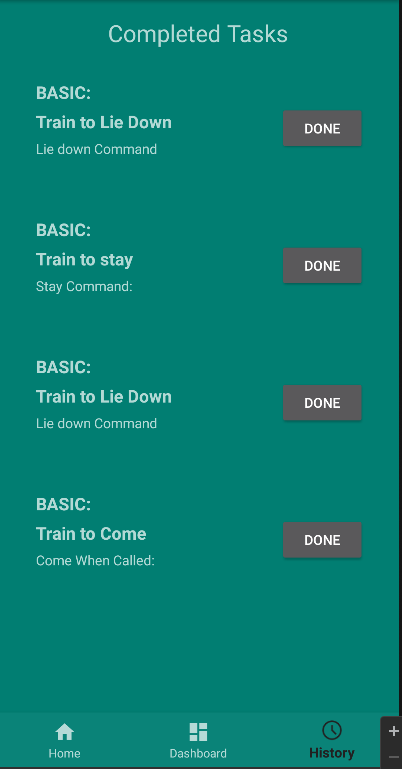 Completed Tasks
BASIC:
Train to Lie Down
Lie down Command
DONE
BASIC:
Train to stay
Stay Command:
DONE
BASIC:
Train to Lie Down
Lie down Command
DONE
BASIC:
Train to Come
Come When Called:
DONE
Home
Dashboard
History